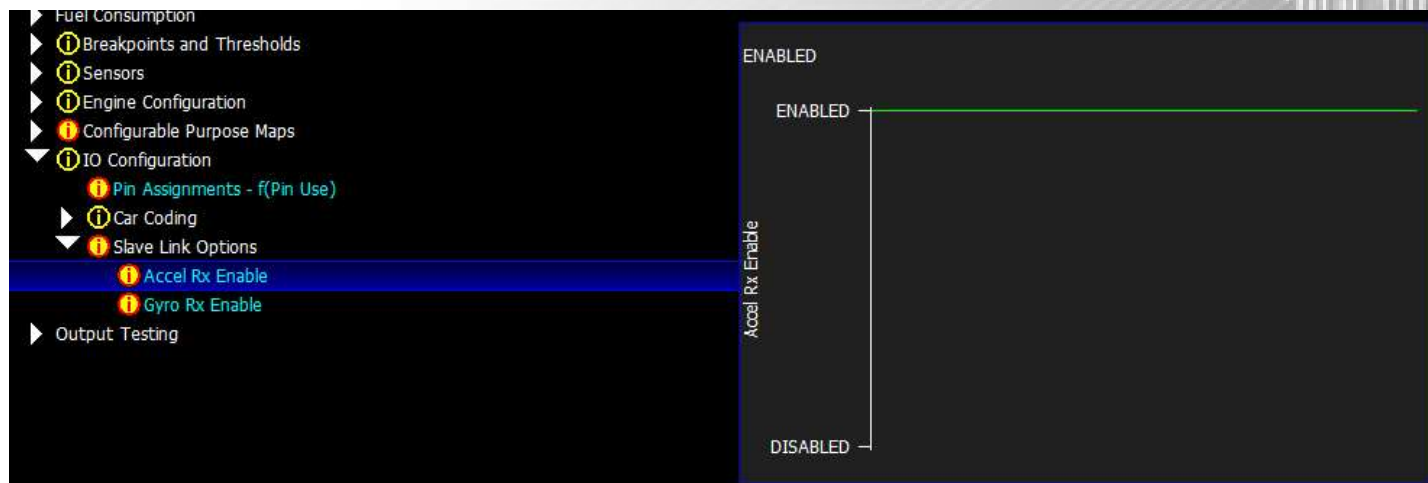 Fuel Consumption
Breakpoints and Thresholds
Sensors
Engine Configuration
Configurable Purpose Maps
IO Configuration
Pin Assignments - f(Pin Use)
Car Coding
Slave Link Options
Accel Rx Enable
Gyro Rx Enable
Output Testing
ENABLED
ENABLED
Accel Rx Enable
DISABLED